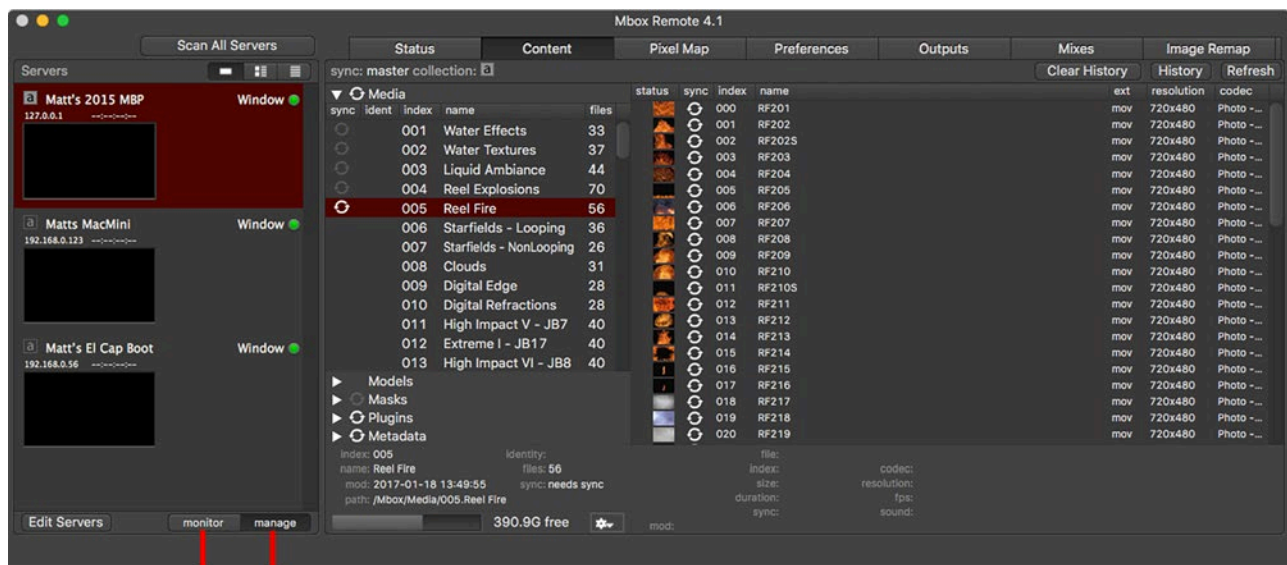 Mbox Remote 4.1
Scan All Servers
Status Content Pixel Map Preferences Outputs Mixes Image Remap
Servers
sync: master collection: a
Clear History History Refresh
a Matt's 2015 MBP Window
127.0.0.1 --:--:--:--
a Matts MacMini Window
192.168.0.123 --:--:--:--
a Matt's El Cap Boot Window
192.168.0.56 --:--:--:--
Edit Servers monitor manage
Media
sync ident index name files
001 Water Effects 33
002 Water Textures 37
003 Liquid Ambiance 44
004 Reel Explosions 70
005 Reel Fire 56
006 Starfields - Looping 36
007 Starfields - NonLooping 26
008 Clouds 31
009 Digital Edge 28
010 Digital Refractions 28
011 High Impact V - JB7 40
012 Extreme I - JB17 40
013 High Impact VI - JB8 40
Models
Masks
Plugins
Metadata
index: 005 identity:
name: Reel Fire files: 56
mod: 2017-01-18 13:49:55 sync: needs sync
path: /Mbox/Media/005.Reel Fire
390.9G free
status sync index name ext resolution codec
000 RF201 mov 720x480 Photo -...
001 RF202 mov 720x480 Photo -...
002 RF202S mov 720x480 Photo -...
003 RF203 mov 720x480 Photo -...
004 RF204 mov 720x480 Photo -...
005 RF205 mov 720x480 Photo -...
006 RF206 mov 720x480 Photo -...
007 RF207 mov 720x480 Photo -...
008 RF208 mov 720x480 Photo -...
009 RF209 mov 720x480 Photo -...
010 RF210 mov 720x480 Photo -...
011 RF210S mov 720x480 Photo -...
012 RF211 mov 720x480 Photo -...
013 RF212 mov 720x480 Photo -...
014 RF213 mov 720x480 Photo -...
015 RF214 mov 720x480 Photo -...
016 RF215 mov 720x480 Photo -...
017 RF216 mov 720x480 Photo -...
018 RF217 mov 720x480 Photo -...
019 RF218 mov 720x480 Photo -...
020 RF219 mov 720x480 Photo -...
file:
index: codec:
size: resolution:
duration: fps:
sync: sound:
mod: